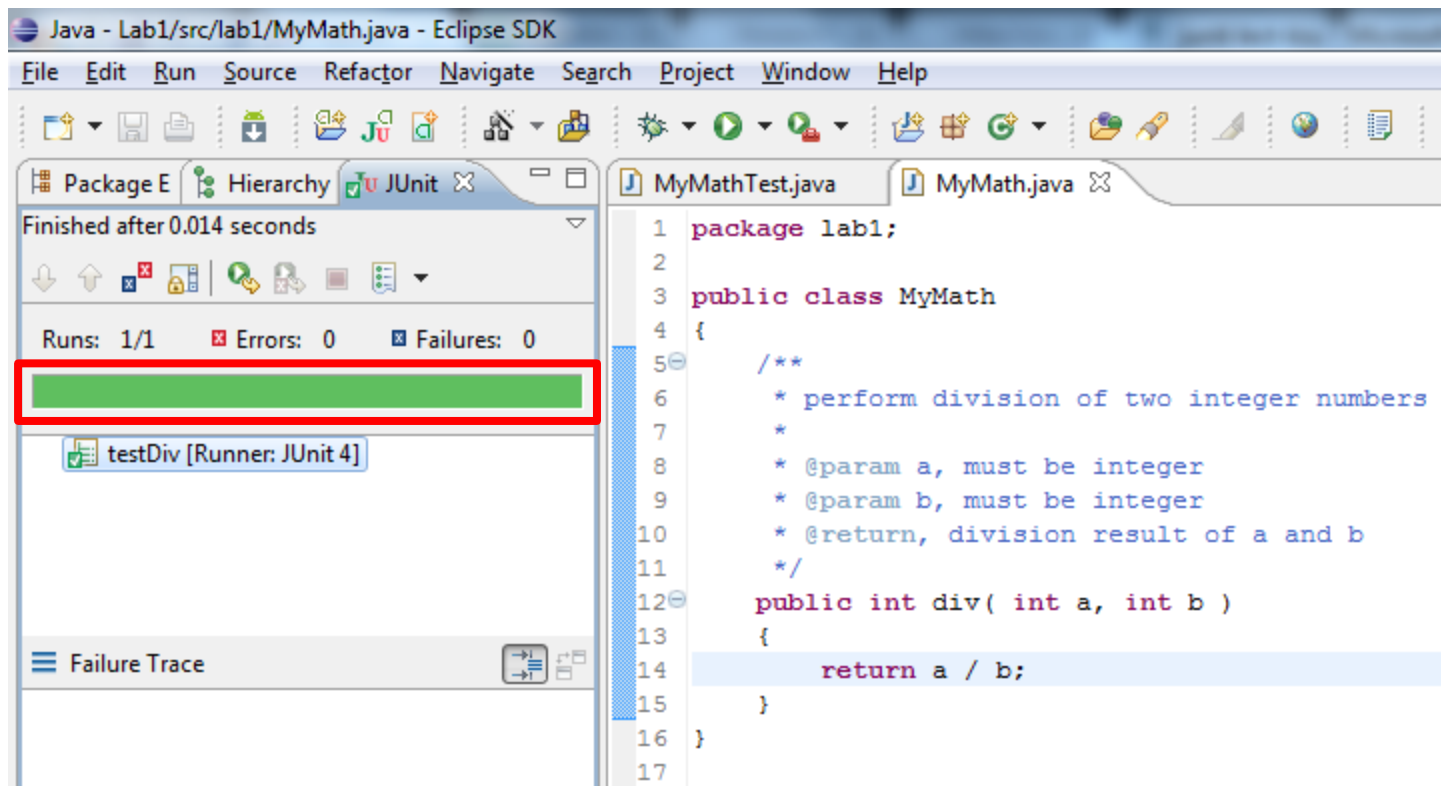 Java - Lab1/src/lab1/MyMath.java - Eclipse SDK
File Edit Run Source Refactor Navigate Search Project Window Help
Package E Hierarchy JUnit
MyMathTest.java MyMath.java
Finished after 0.014 seconds
Runs: 1/1 Errors: 0 Failures: 0
testDiv [Runner: JUnit 4]
Failure Trace
1 package lab1;
2
3 public class MyMath
4 {
5 /**
6 * perform division of two integer numbers
7 *
8 * @param a, must be integer
9 * @param b, must be integer
10 * @return, division result of a and b
11 */
12 public int div( int a, int b )
13 {
14 return a / b;
15 }
16 }
17